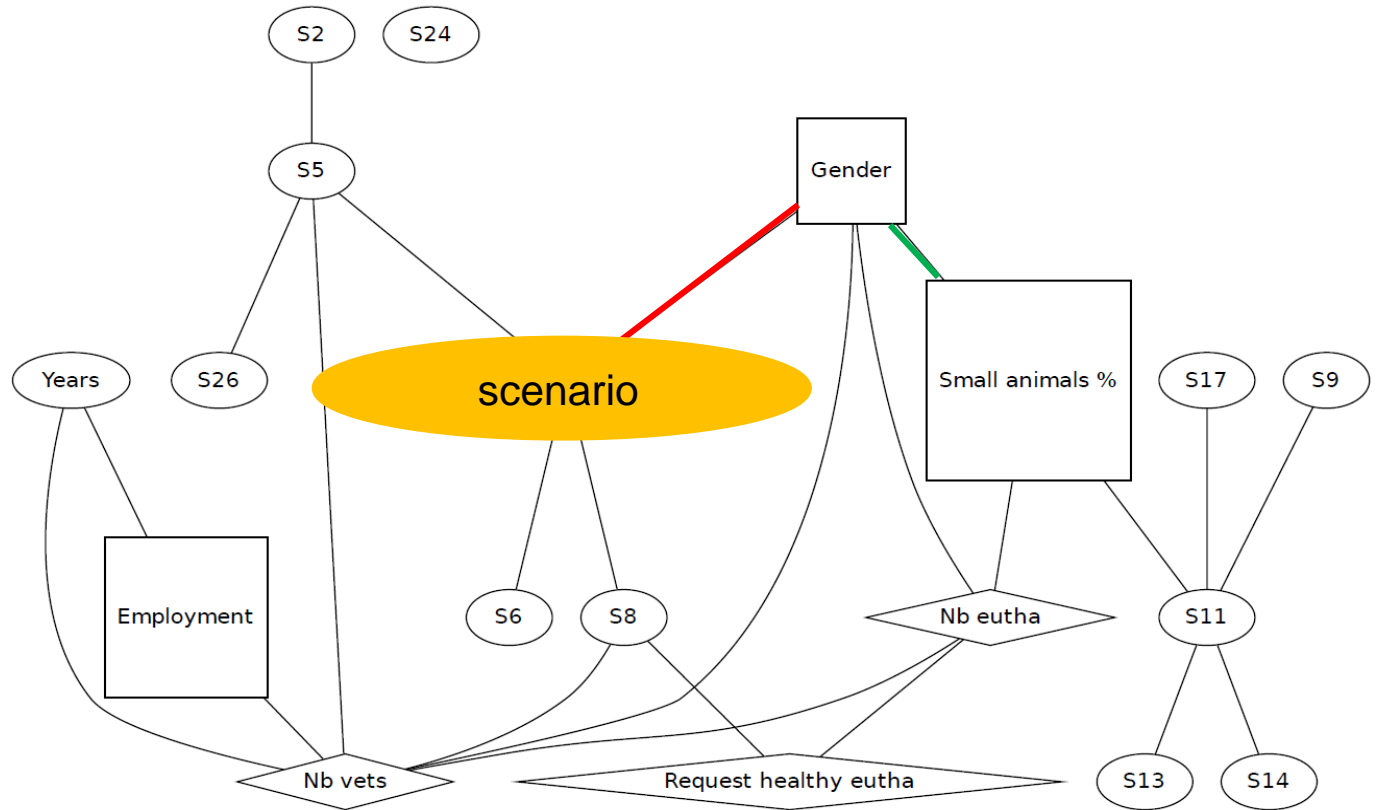 S2
S24
S5
Gender
Years
S26
scenario
Small animals %
S17
S9
Employment
S6
S8
Nb eutha
S11
Nb vets
Request healthy eutha
S13
S14